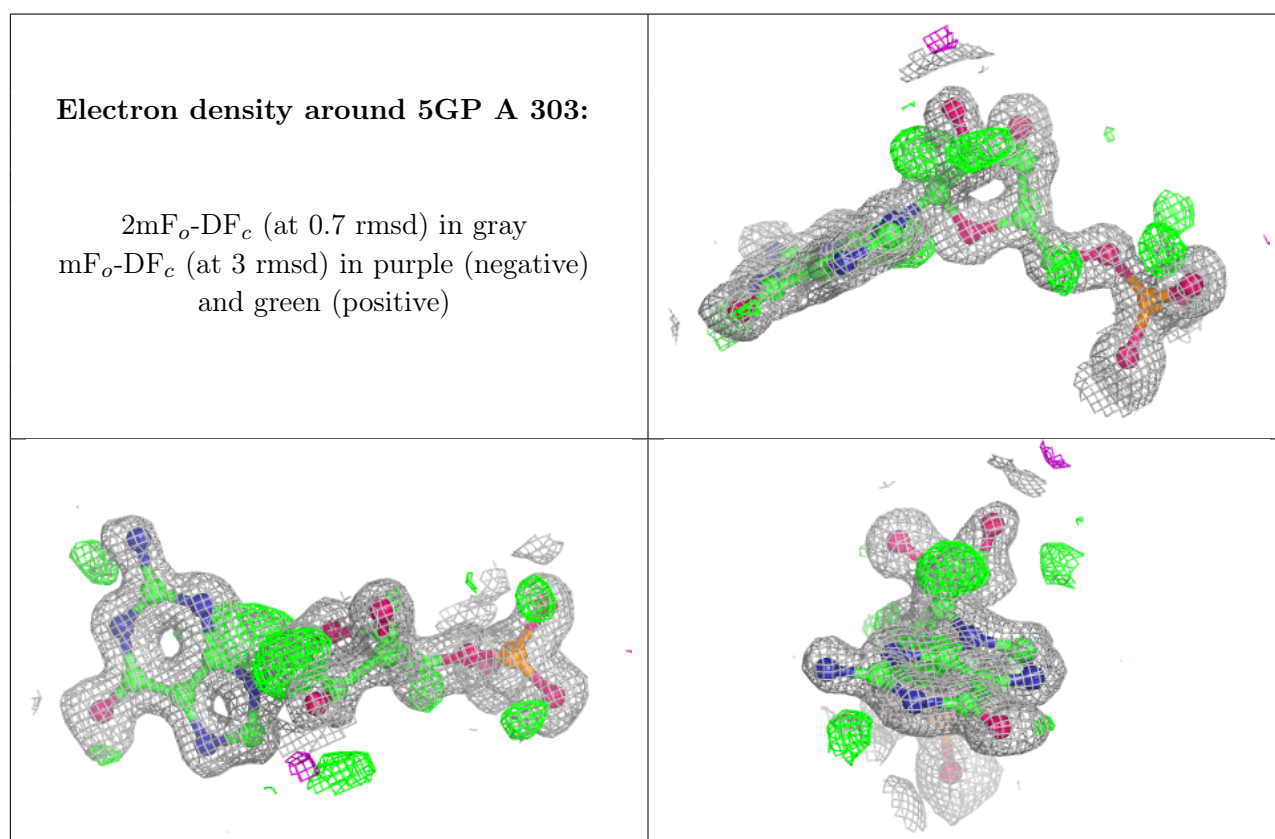 Electron density around 5GP A 303:
2mFo-DFc (at 0.7 rmsd) in gray
mFo-DFc (at 3 rmsd) in purple (negative)
and green (positive)